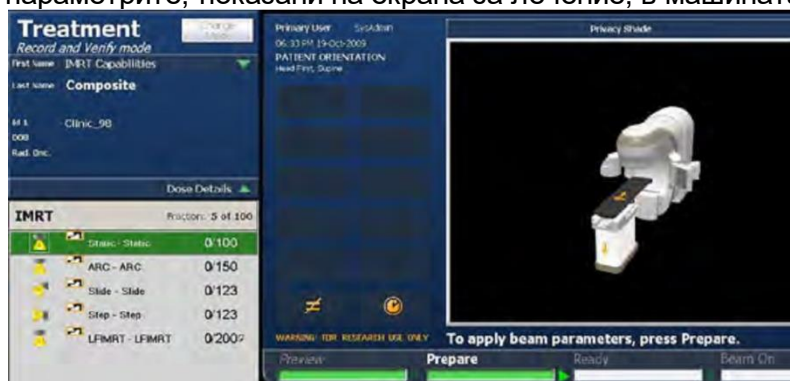 параметрите, показани на екрана за лечение, в машинат
Treatment
Change
Record and Verify mode
First Name IMRT Capabilities
Last Name Composite
Clinic_98
DOB
Rad. Onc.
Dose Details
IMRT
Fraction: 5 of 100
Static - Static 0/100
ARC - ARC 0/150
Slide - Slide 0/123
Step - Step 0/123
LFIMRT - LFIMRT
Primary User SysAdmin
06:33 PM 19-Oct-2009
PATIENT ORIENTATION
Head First, Supine
WARNING: FOR RESEARCH USE ONLY
Privacy Shade
To apply beam parameters, press Prepare.
Preview
Prepare
Ready
Beam On